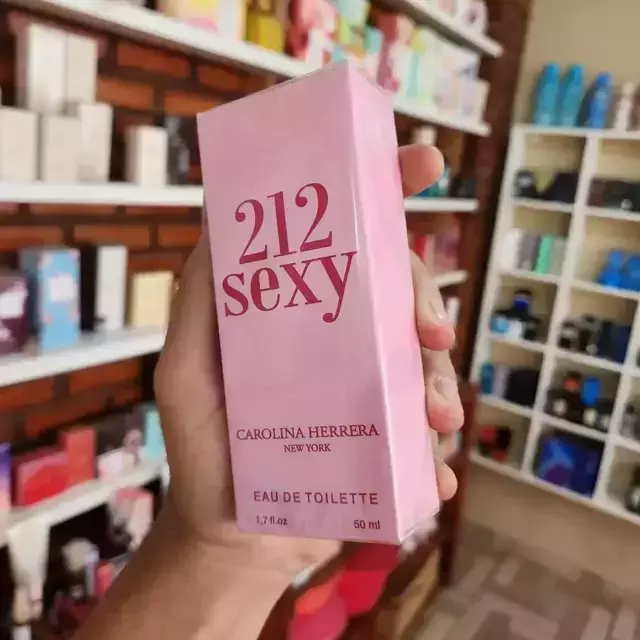 212
sexy
CAROLINA HERRERA
NEW YORK
EAU DE TOILETTE
1,7 fl.oz 50 ml